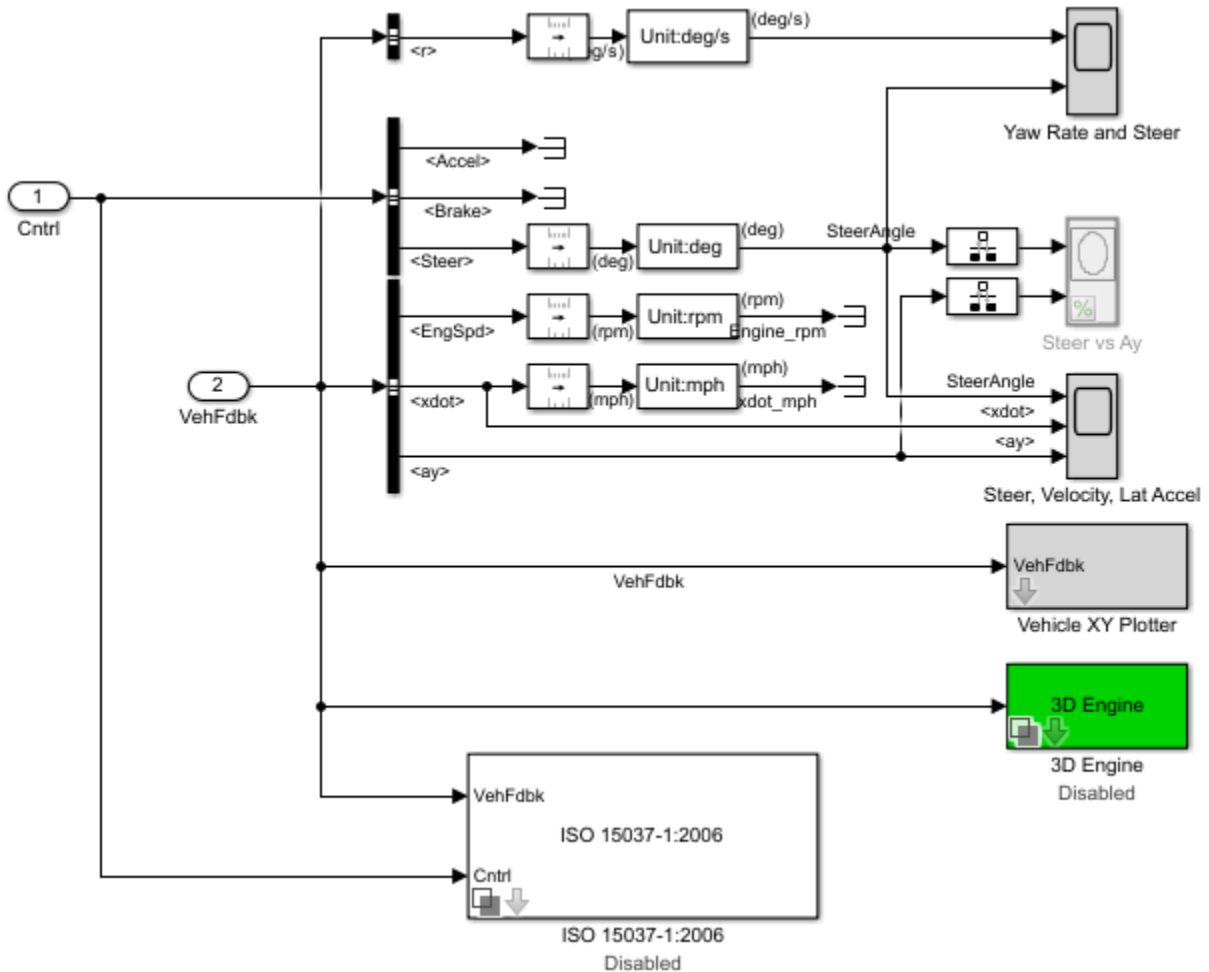 (deg/s)
Unit:deg/s
<r>
eg/s)
Yaw Rate and Steer
<Accel>
1
<Brake>
Cntrl
(deg)
SteerAngle
Unit:deg
<Steer>
(deg)
(rpm)
Unit:rpm
<EngSpd>
(rpm)
Engine_rpm
%
Steer vs Ay
(mph)
2
Unit:mph
SteerAngle
<xdot>
(mph)
xdot_mph
<xdot>
VehFdbk
<ay>
<ay>
Steer, Velocity, Lat Accel
VehFdbk
VehFdbk
Vehicle XY Plotter
3D Engine
3D Engine
Disabled
VehFdbk
ISO 15037-1:2006
Cntrl
ISO 15037-1:2006
Disabled